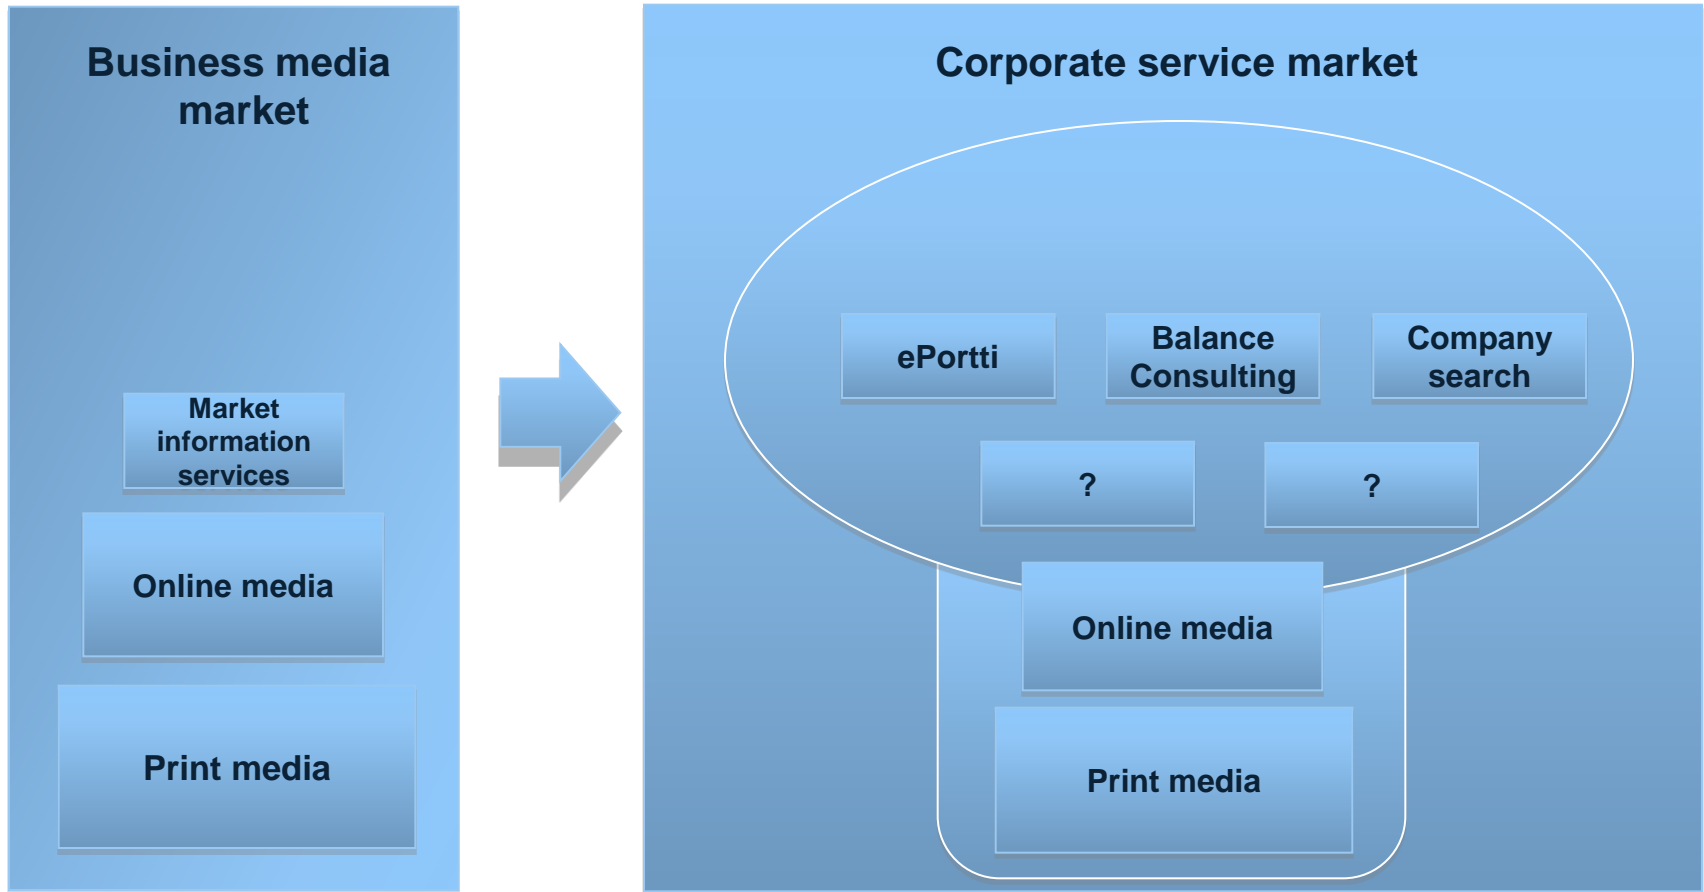 Business media
market
Market
information
services
Online media
Print media
Corporate service market
ePortti
Balance
Consulting
Company
search
?
?
Online media
Print media